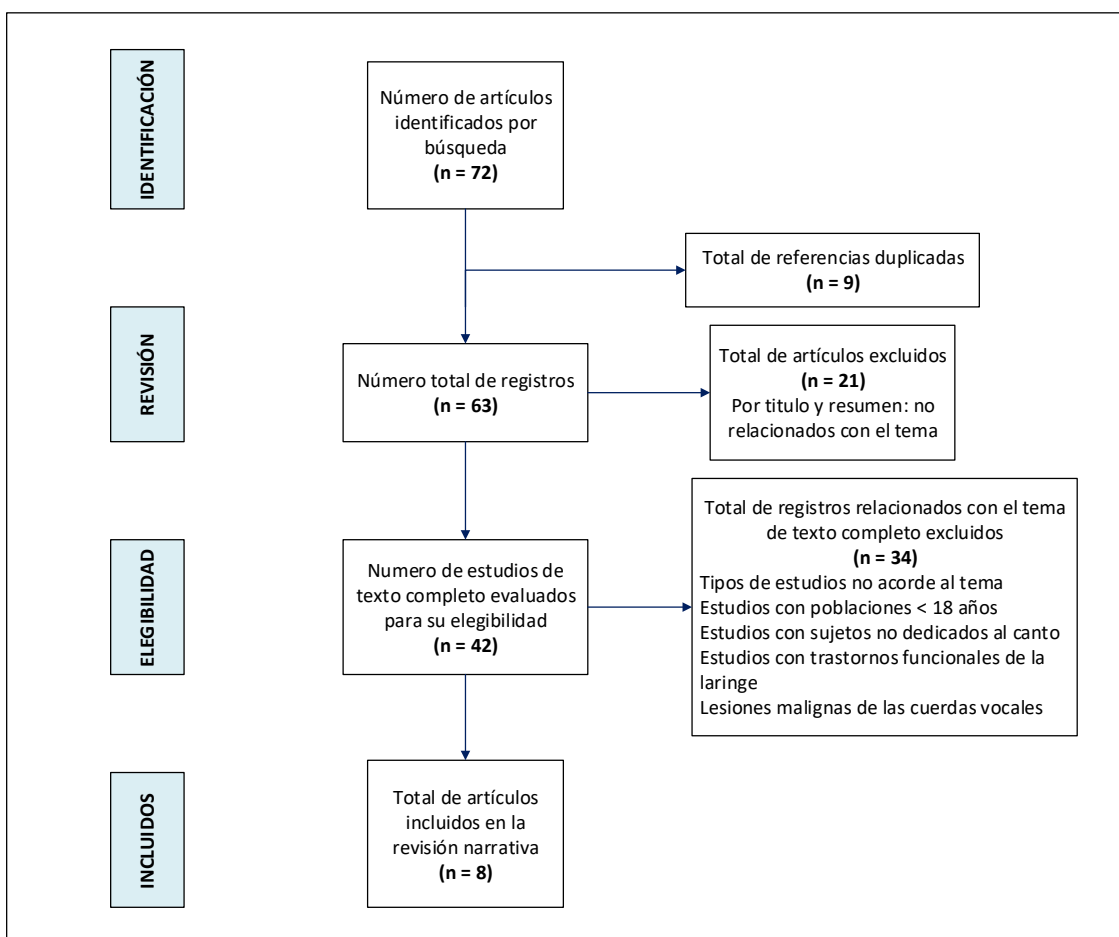 IDENTIFICACIÓN
Número de artículos
identificados por
búsqueda
(n = 72)
Total de referencias duplicadas
(n = 9)
REVISIÓN
Número total de registros
(n = 63)
Total de artículos excluidos
(n = 21)
Por titulo y resumen: no
relacionados con el tema
ELEGIBILIDAD
Numero de estudios de
texto completo evaluados
para su elegibilidad
(n = 42)
Total de registros relacionados con el tema
de texto completo excluidos
(n = 34)
Tipos de estudios no acorde al tema
Estudios con poblaciones < 18 años
Estudios con sujetos no dedicados al canto
Estudios con trastornos funcionales de la
laringe
Lesiones malignas de las cuerdas vocales
INCLUIDOS
Total de artículos
incluidos en la
revisión narrativa
(n = 8)